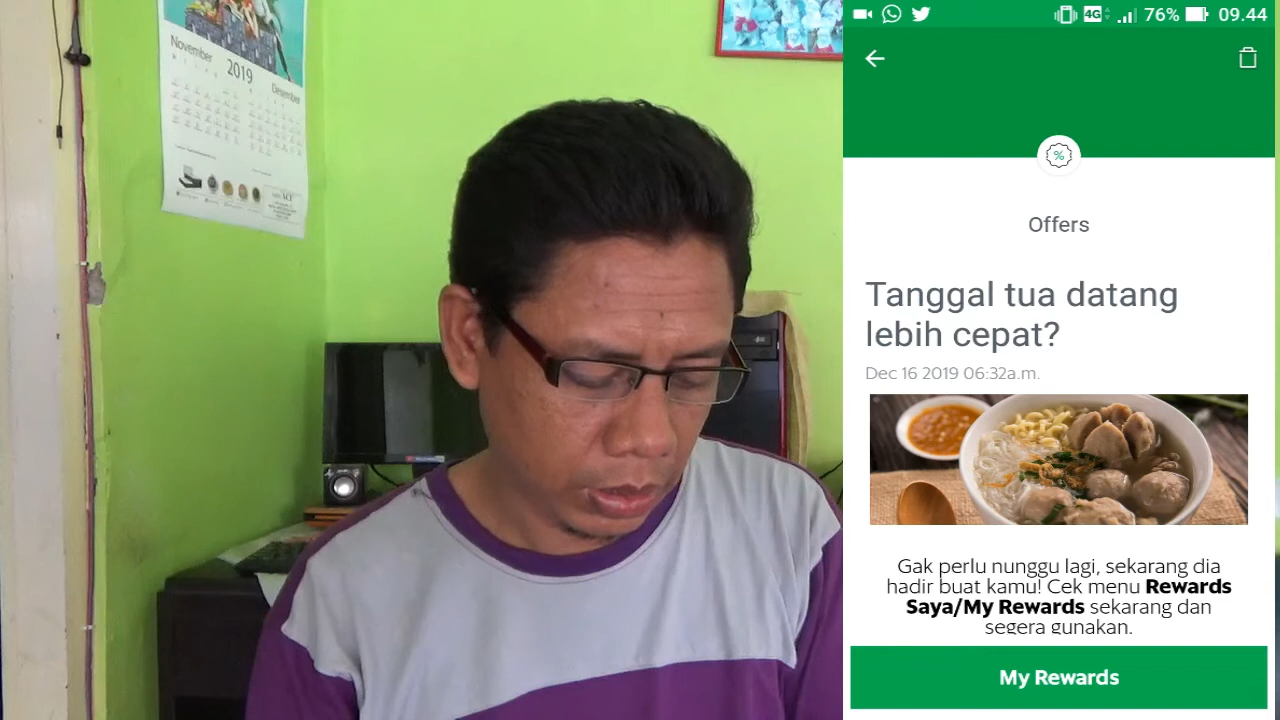 November
2019
Desember
4G
76%
09.44
%
Offers
Tanggal tua datang
lebih cepat?
Dec 16 2019 06:32a.m.
Gak perlu nunggu lagi, sekarang dia
hadir buat kamu! Cek menu Rewards
Saya/My Rewards sekarang dan
segera gunakan.
My Rewards